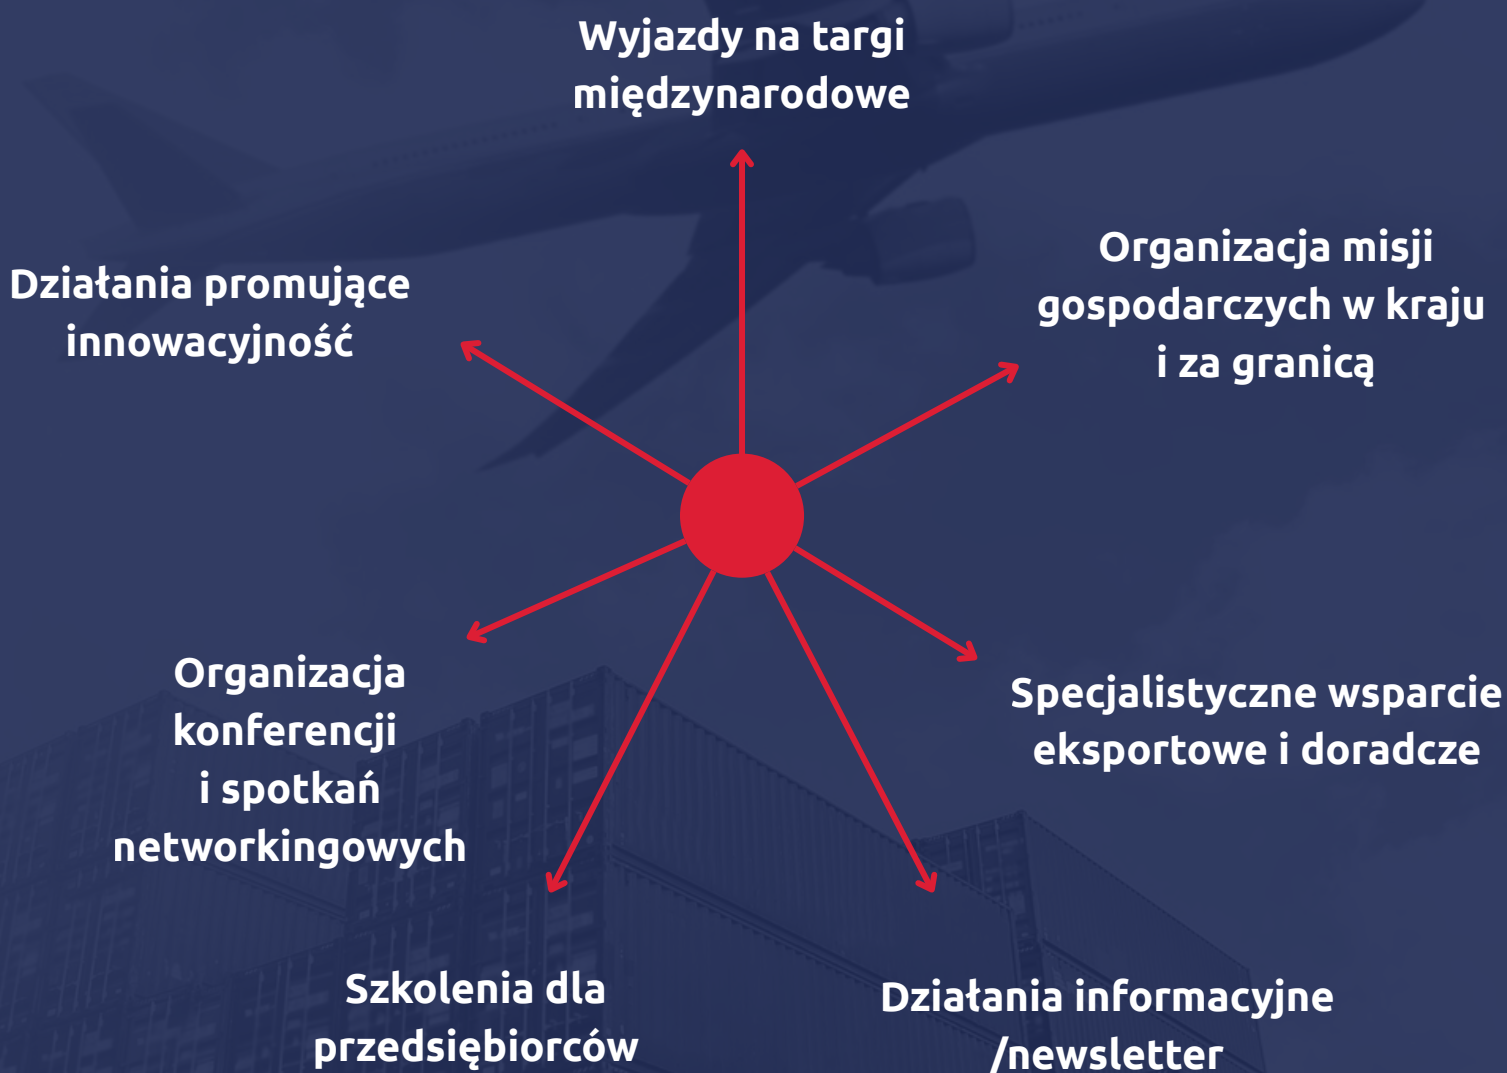 Wyjazdy na targi
międzynarodowe
Działania promujące
innowacyjność
Organizacja misji
gospodarczych w kraju
i za granicą
Organizacja
konferencji
i spotkań
networkingowych
Specjalistyczne wsparcie
eksportowe i doradcze
Szkolenia dla
przedsiębiorców
Działania informacyjne
/newsletter